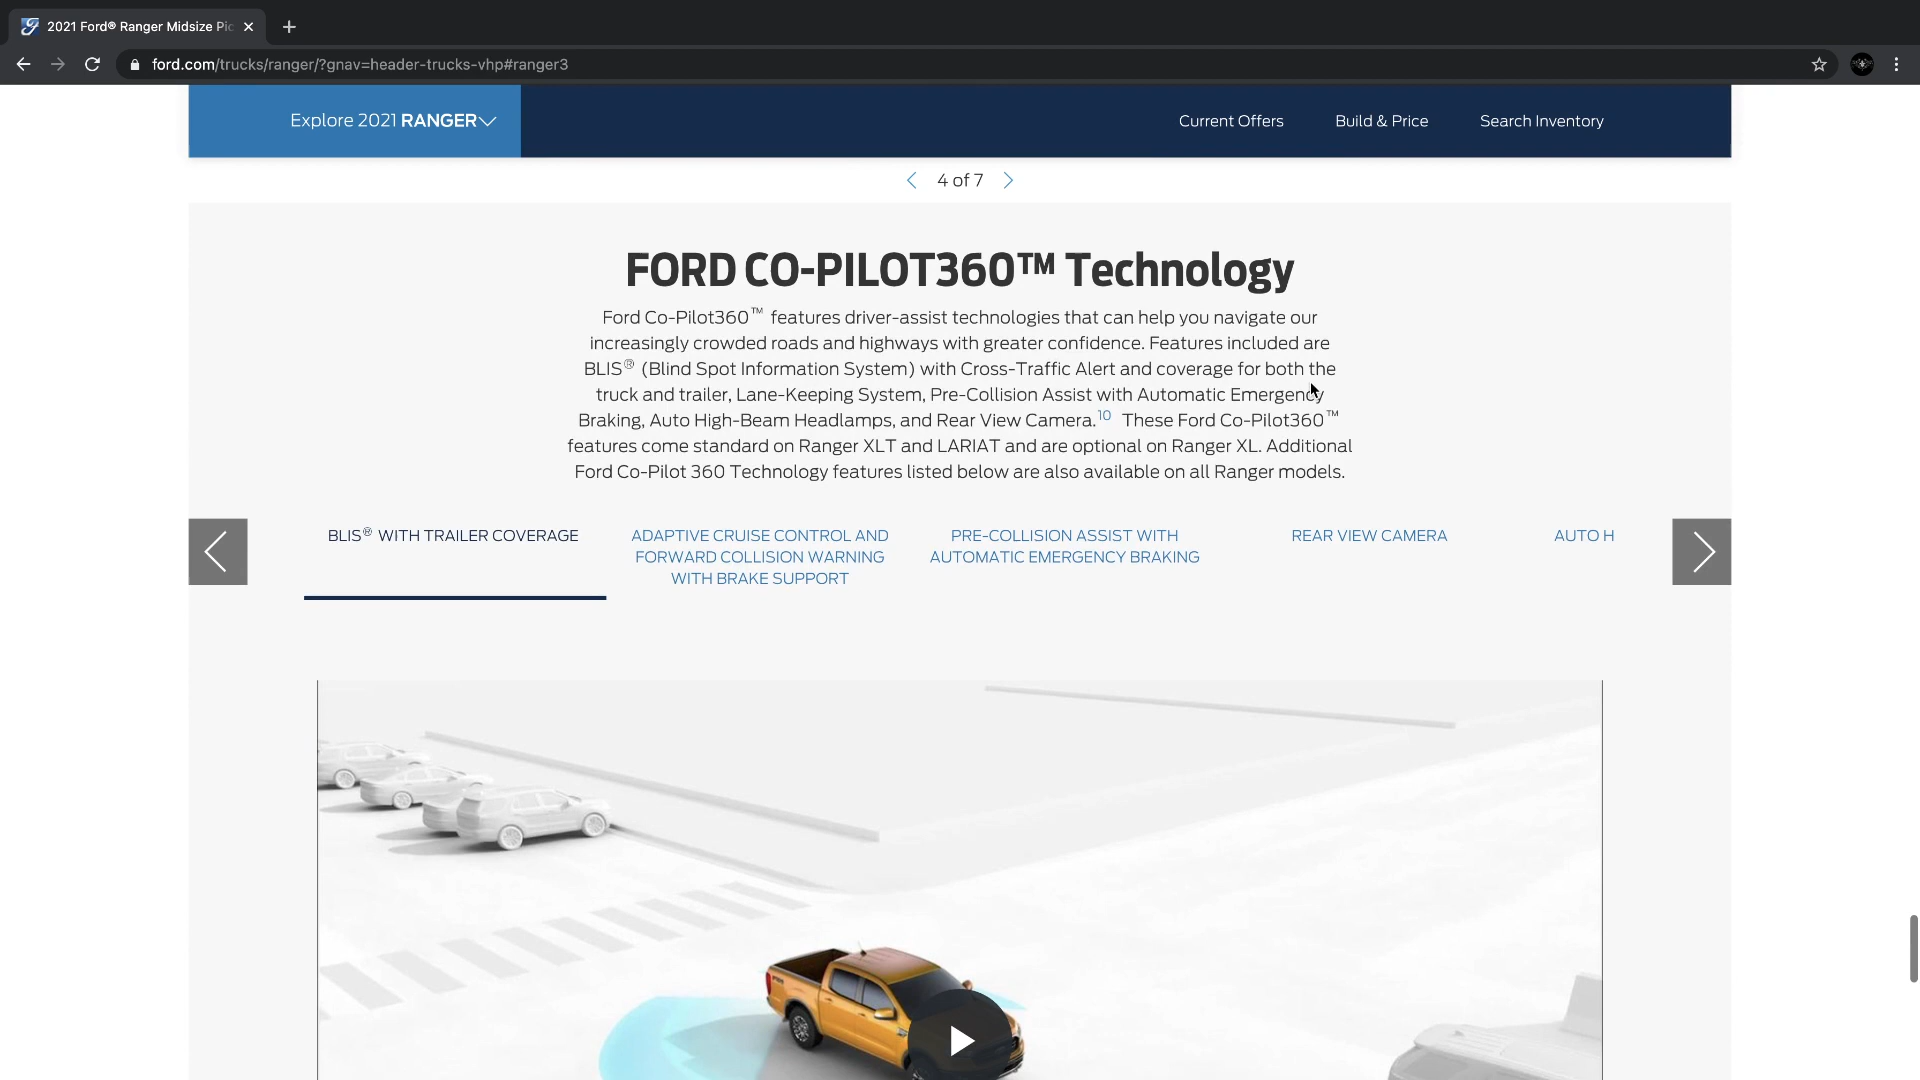 2021 Ford® Ranger Midsize Pic
ford.com/trucks/ranger/?gnav=header-trucks-vhp#ranger3
Explore 2021 RANGER
Current Offers
Build & Price
Search Inventory
4 of 7
FORD CO-PILOT360™ Technology
Ford Co-Pilot360™ features driver-assist technologies that can help you navigate our
increasingly crowded roads and highways with greater confidence. Features included are
BLIS® (Blind Spot Information System) with Cross-Traffic Alert and coverage for both the
truck and trailer, Lane-Keeping System, Pre-Collision Assist with Automatic Emergency
Braking, Auto High-Beam Headlamps, and Rear View Camera.10 These Ford Co-Pilot360™
features come standard on Ranger XLT and LARIAT and are optional on Ranger XL. Additional
Ford Co-Pilot 360 Technology features listed below are also available on all Ranger models.
BLIS® WITH TRAILER COVERAGE
ADAPTIVE CRUISE CONTROL AND
FORWARD COLLISION WARNING
WITH BRAKE SUPPORT
PRE-COLLISION ASSIST WITH
AUTOMATIC EMERGENCY BRAKING
REAR VIEW CAMERA
AUTO H